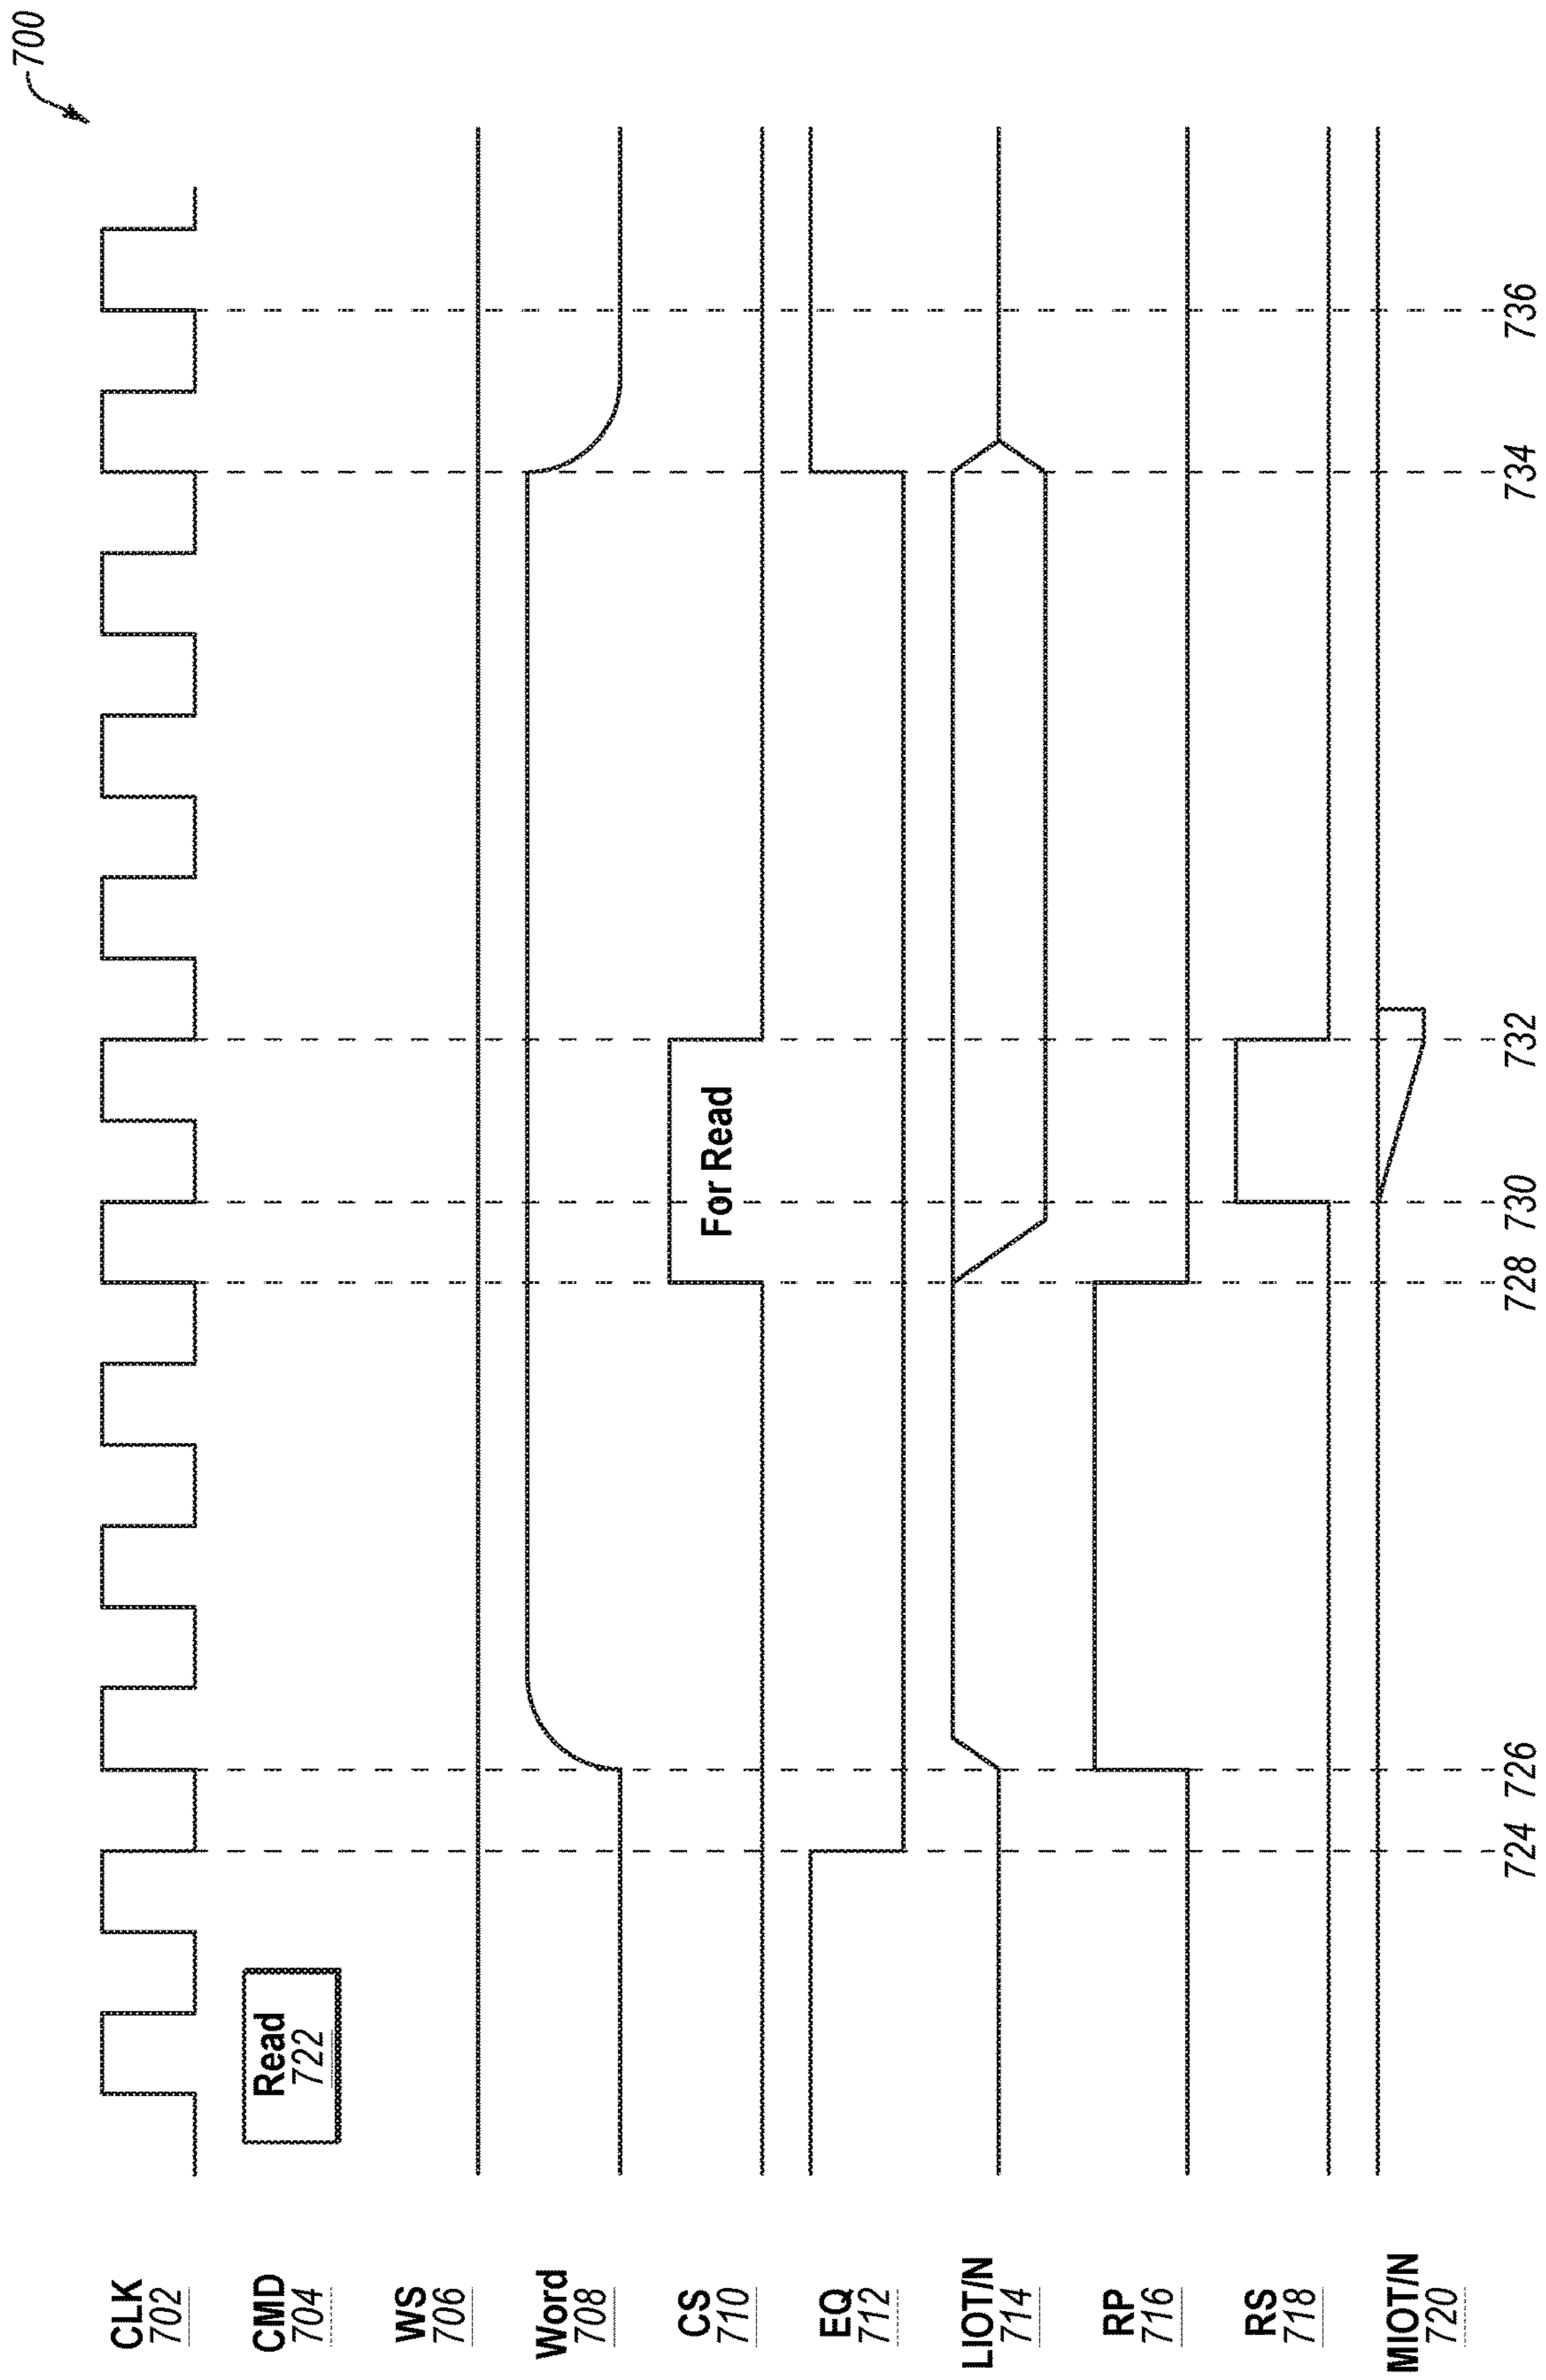 700
CLK
702
CMD
704
Read
722
WS
706
Word
708
CS
710
For Read
EQ
712
LIOT/N
714
RP
716
RS
718
MIOT/N
720
724
726
728
730
732
734
736